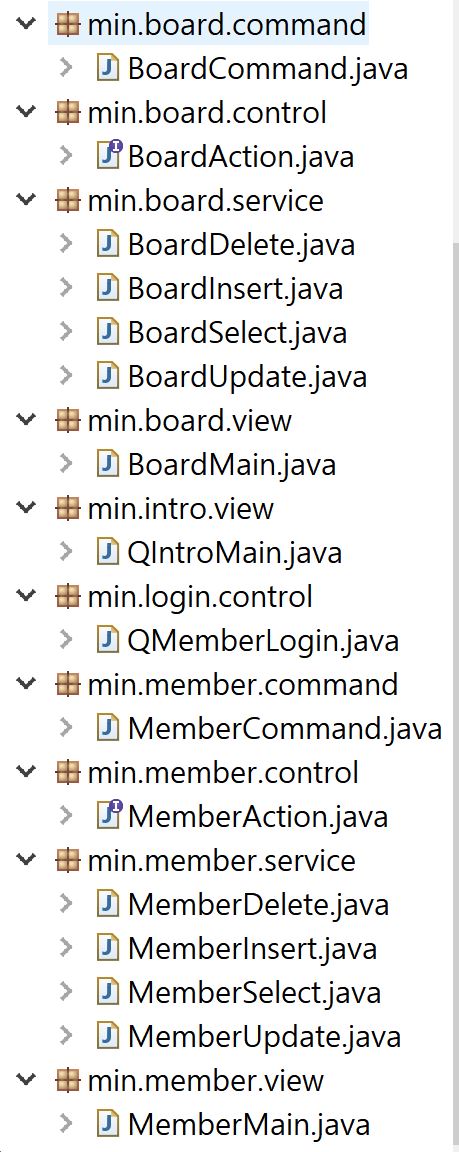 min.board.command
BoardCommand.java
min.board.control
BoardAction.java
min.board.service
BoardDelete.java
BoardInsert.java
BoardSelect.java
BoardUpdate.java
min.board.view
BoardMain.java
min.intro.view
QIntroMain.java
min.login.control
QMemberLogin.java
min.member.command
MemberCommand.java
min.member.control
MemberAction.java
min.member.service
MemberDelete.java
MemberInsert.java
MemberSelect.java
MemberUpdate.java
min.member.view
MemberMain.java